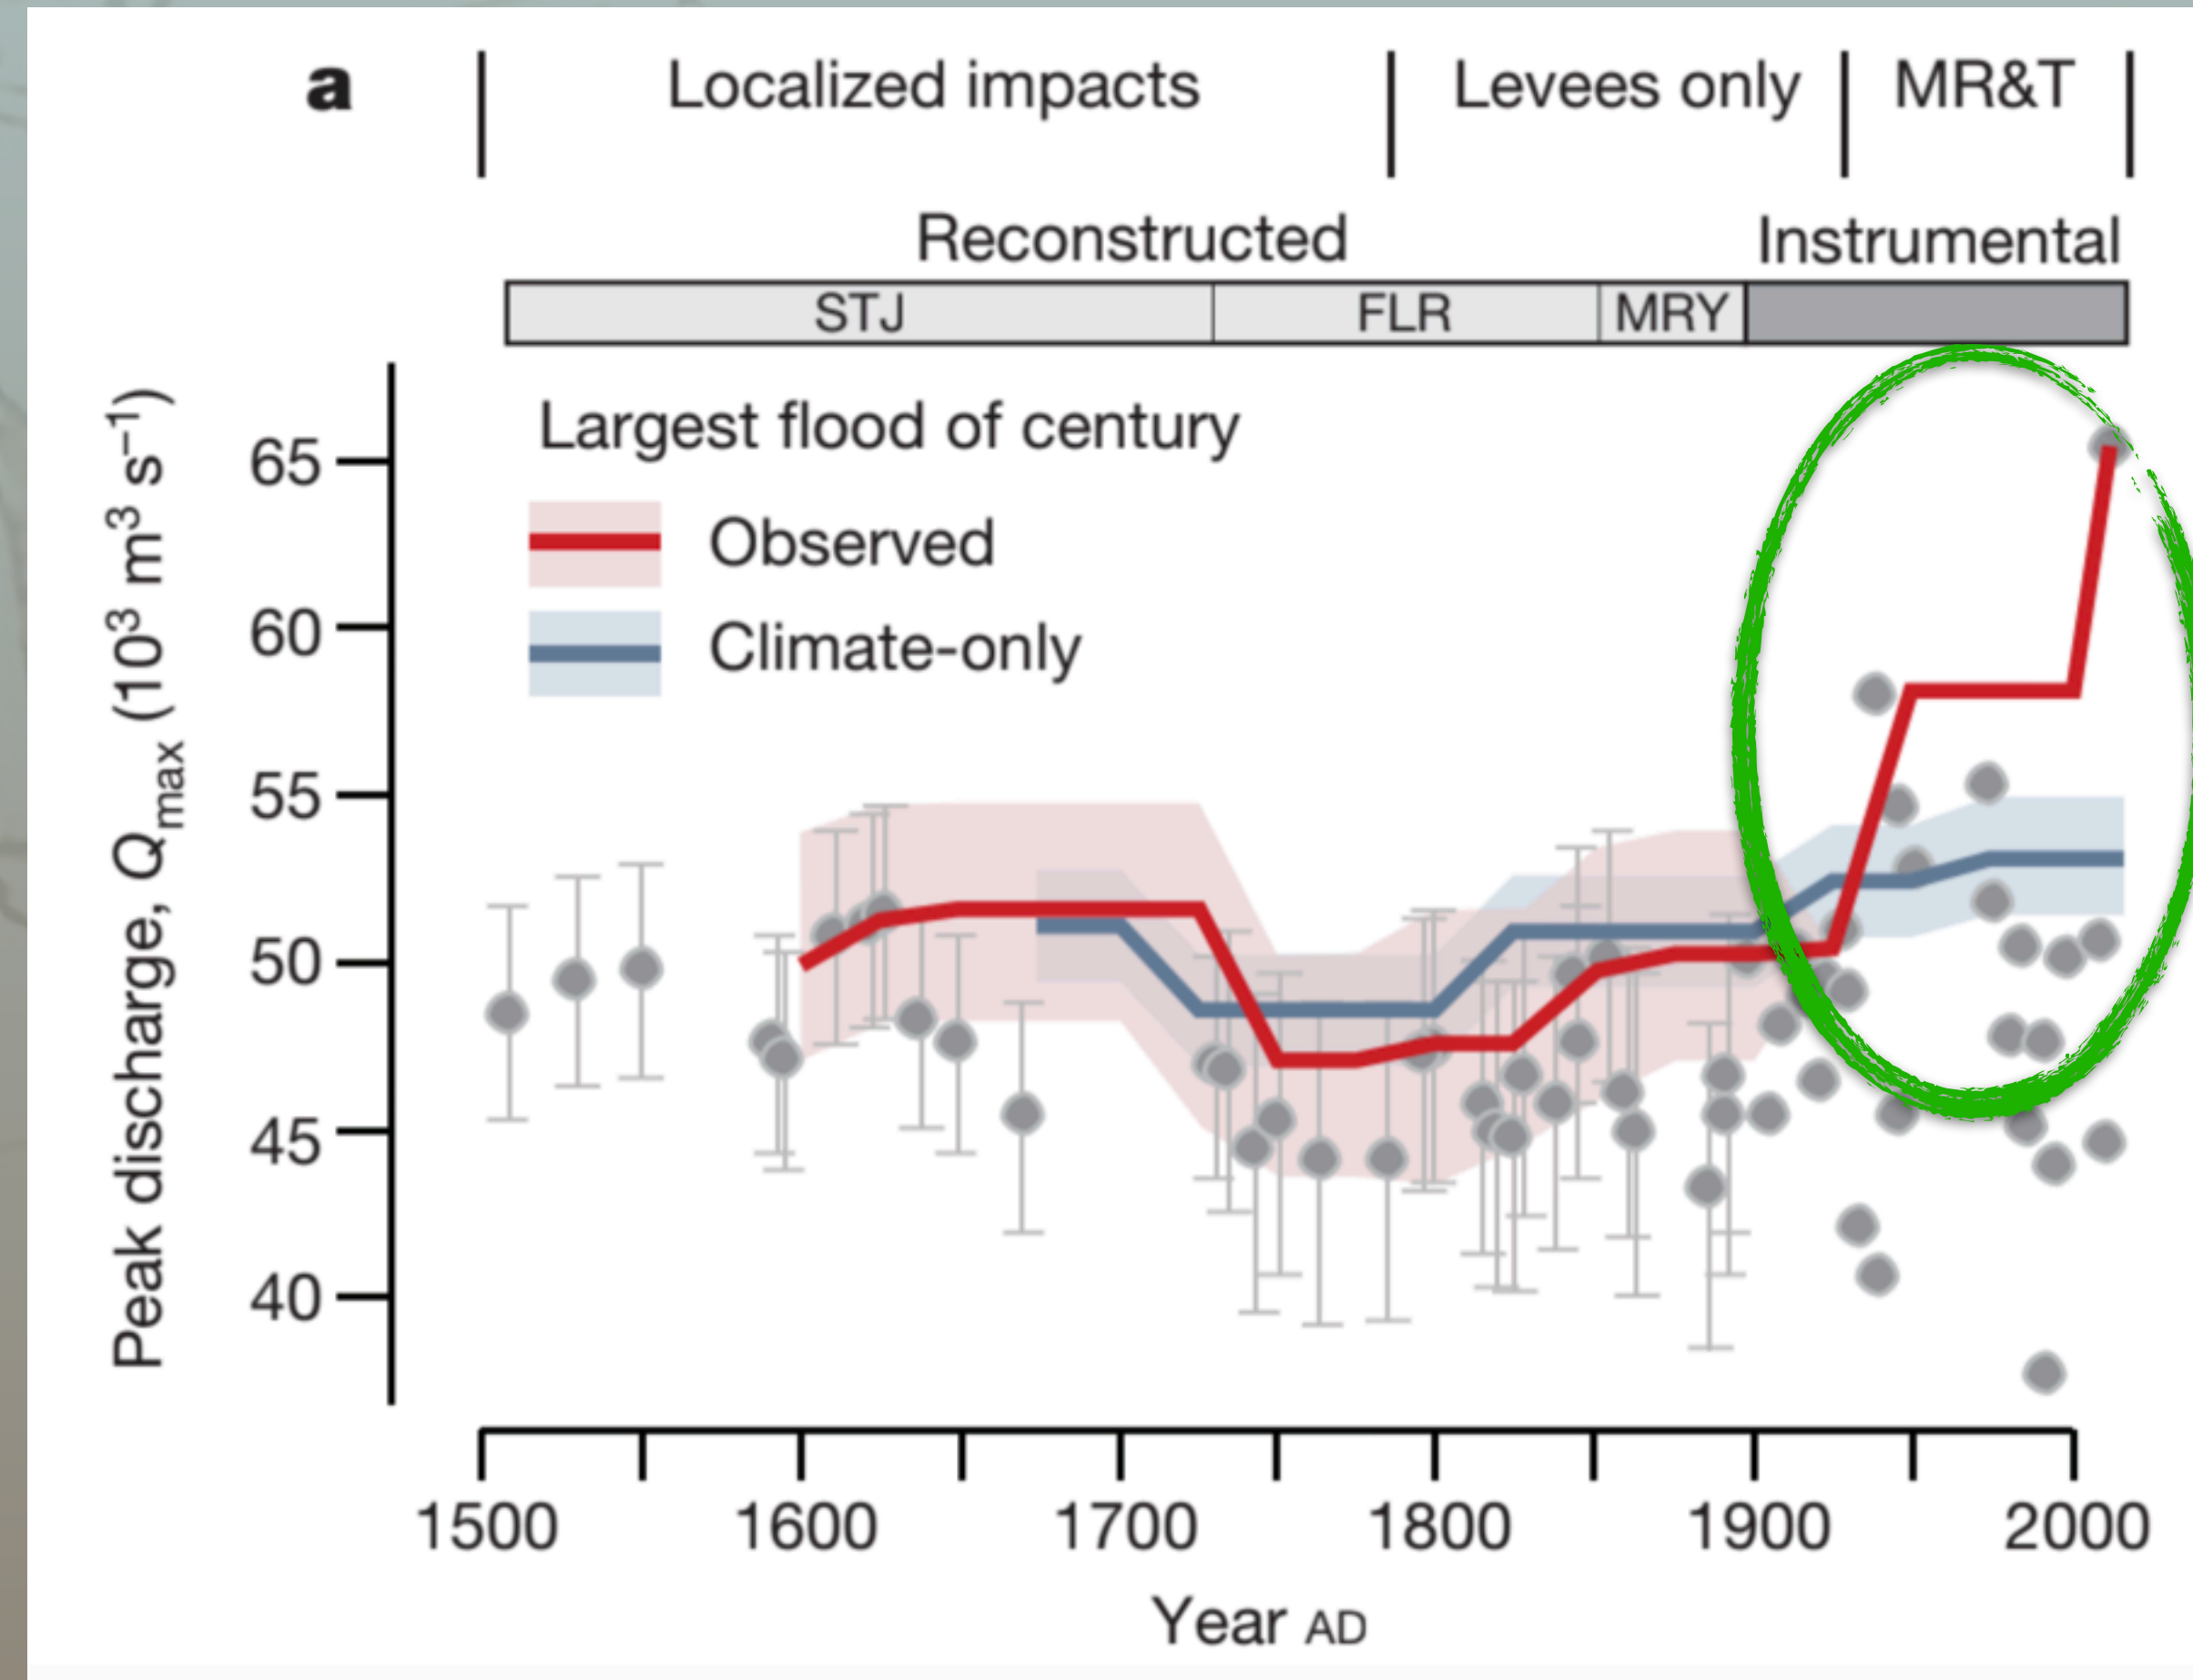 a
Localized impacts
Levees only
MR&T
Reconstructed
Instrumental
STJ
FLR
MRY
Peak discharge, Qmax (10³ m³ s⁻¹)
Largest flood of century
Observed
Climate-only
65
60
55
50
45
40
1500
1600
1700
1800
1900
2000
Year AD